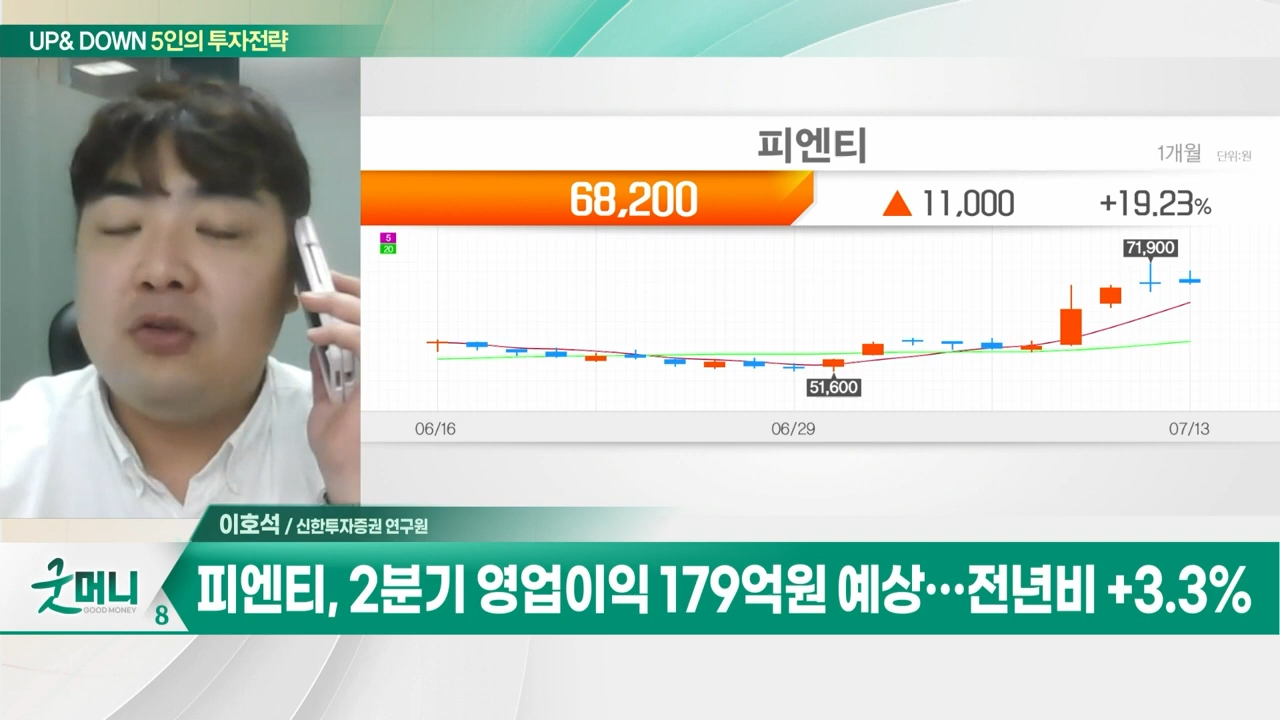 UP& DOWN 5인의 투자전략
피엔티
1개월 단위:원
68,200 ▲ 11,000 +19.23%
5
20
71,900
51,600
06/16 06/29 07/13
이호석 / 신한투자증권 연구원
굿머니
GOOD MONEY
8
피엔티, 2분기 영업이익 179억원 예상…전년비 +3.3%